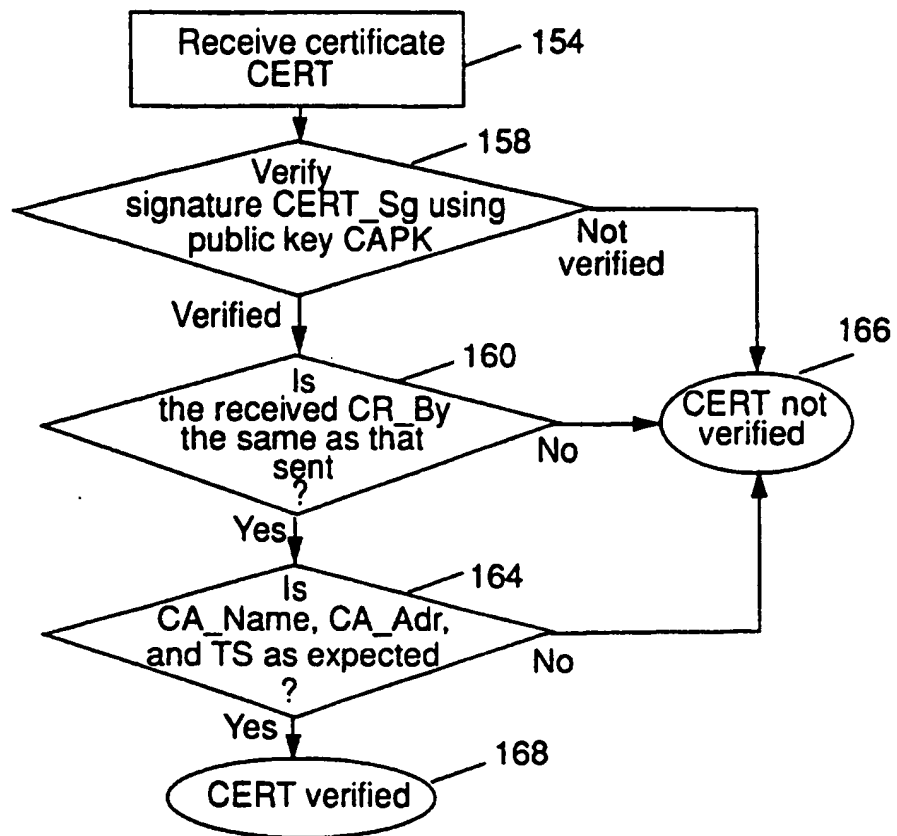 Receive certificate
CERT
154
158
Verify
signature CERT_Sg using
public key CAPK
Not
verified
Verified
160
166
Is
the received CR_By
the same as that
sent
?
No
CERT not
verified
Yes
164
Is
CA_Name, CA_Adr,
and TS as expected
?
No
Yes
168
CERT verified